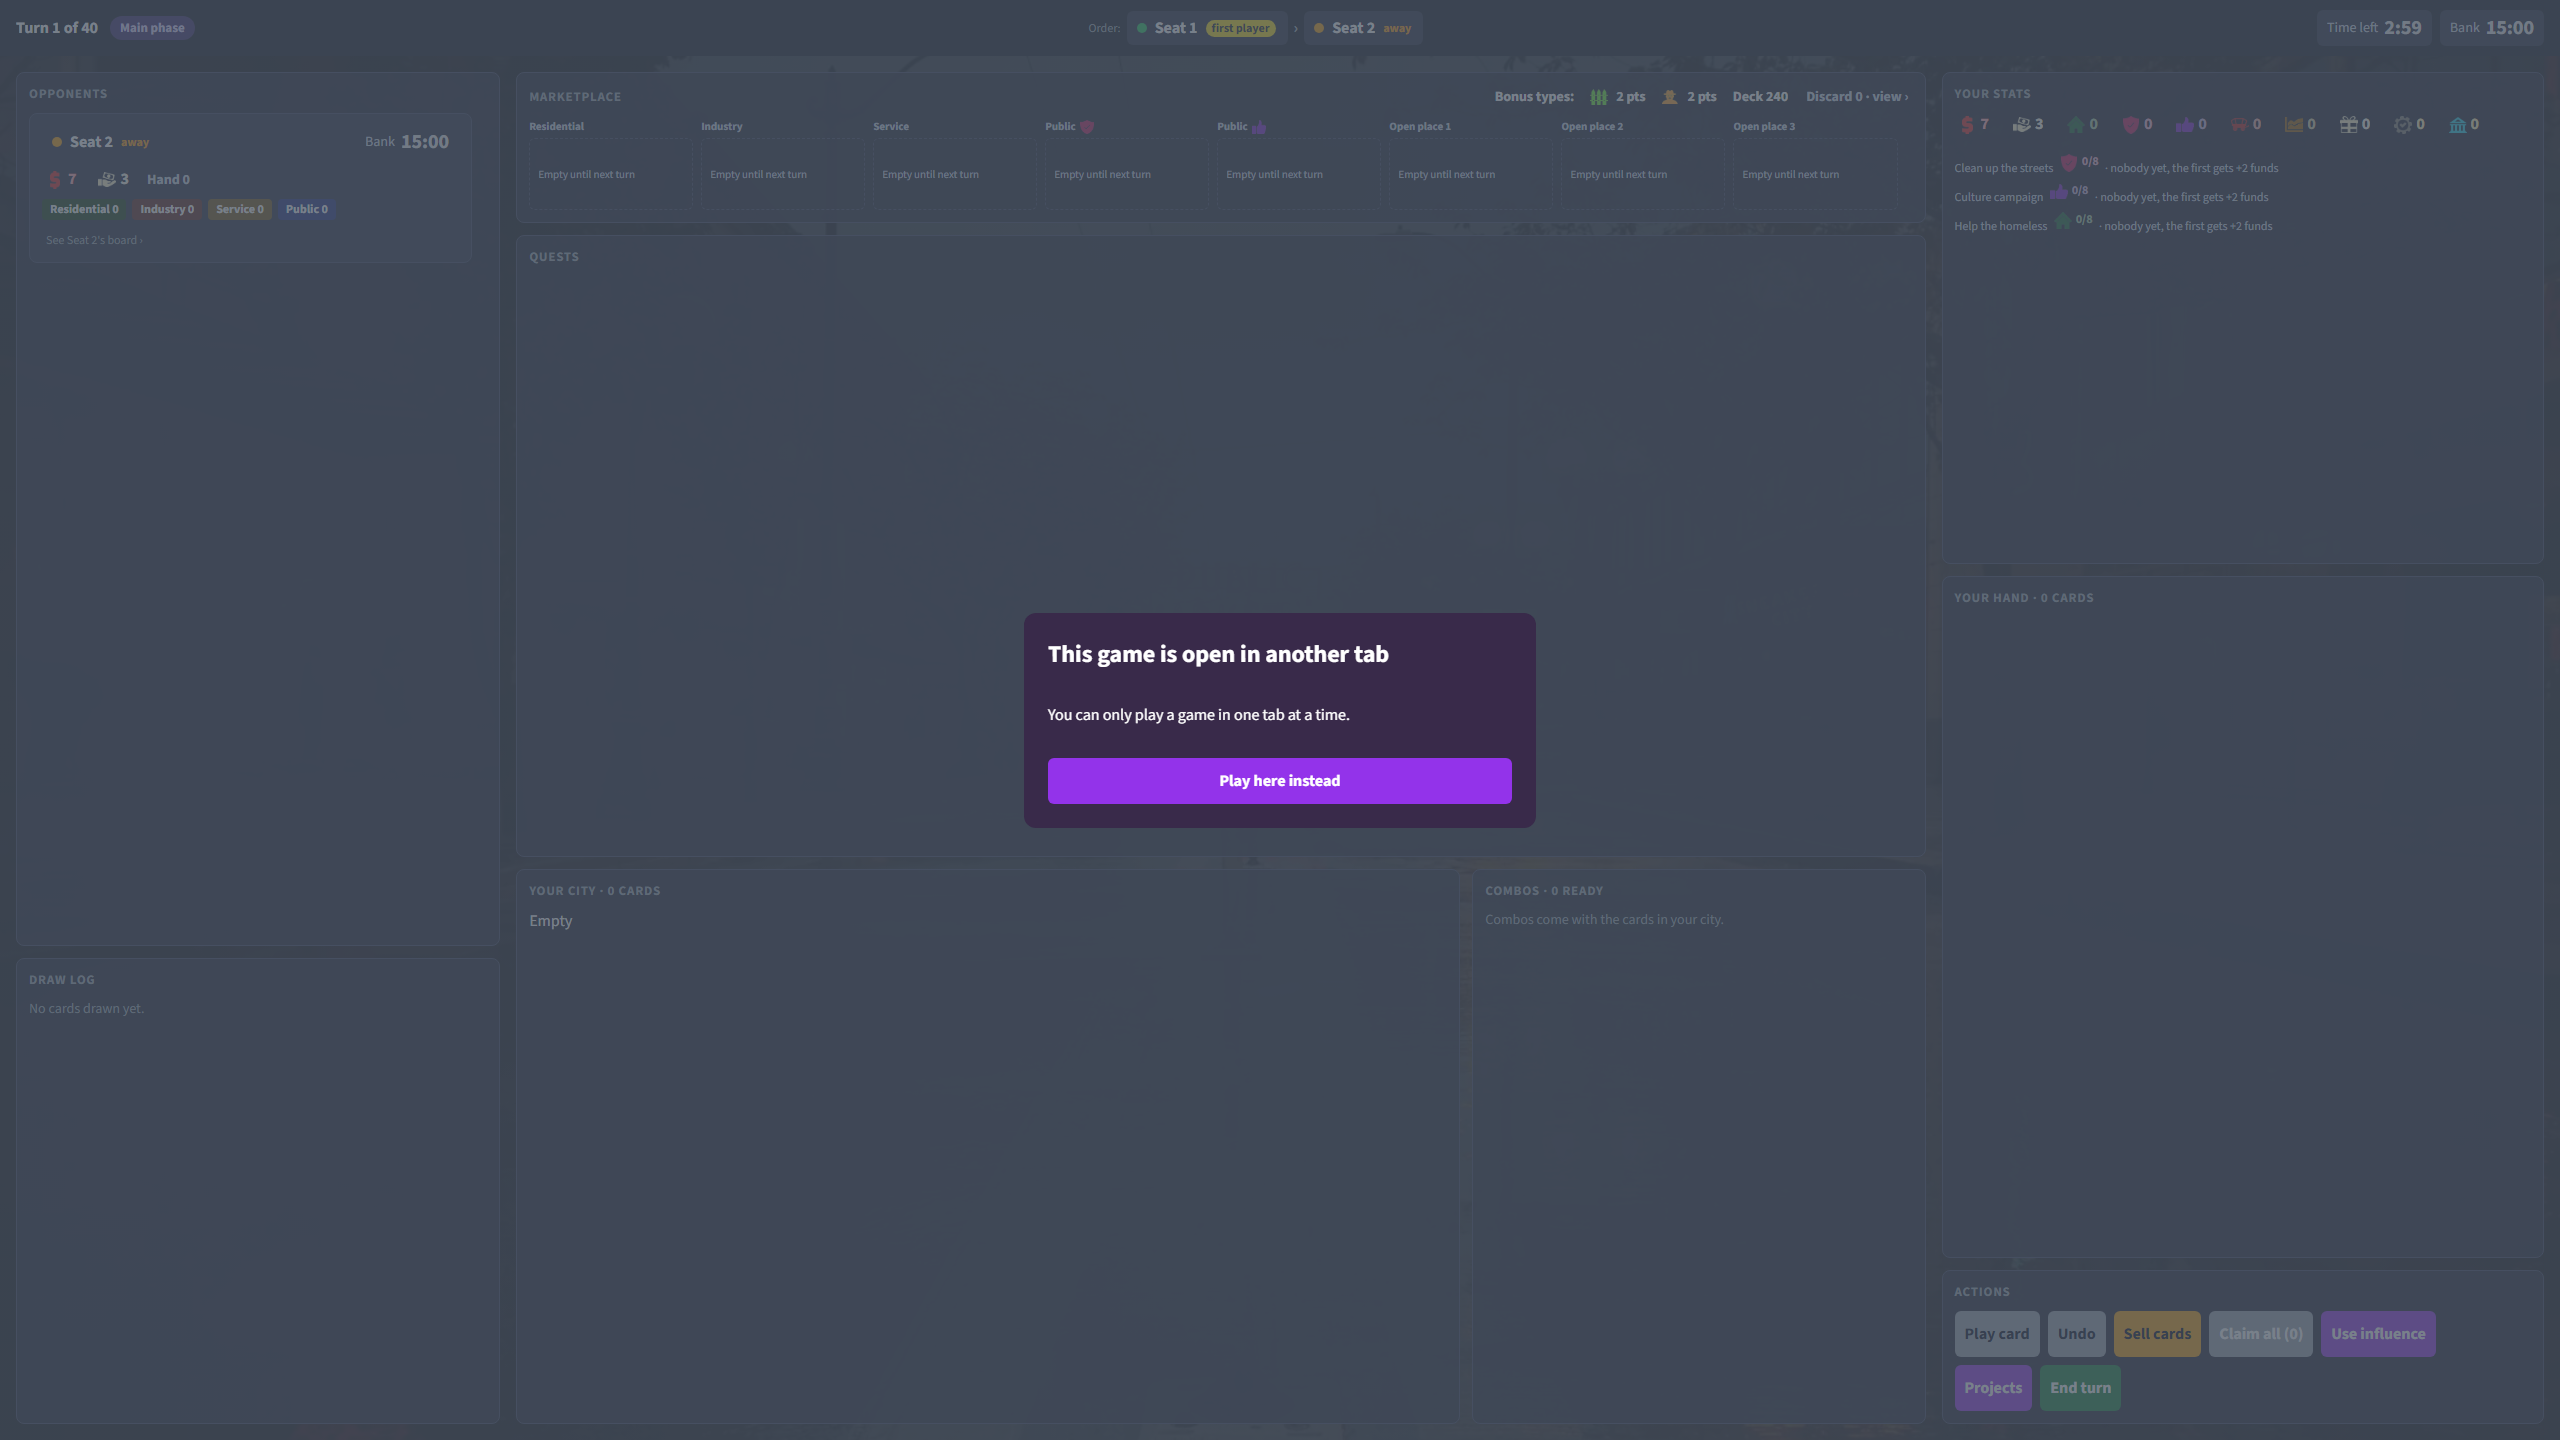 Turn 1 of 40 Main phase
Order: Seat 1 first player › Seat 2 away
Time left 2:59 Bank 15:00
OPPONENTS
Seat 2 away Bank 15:00
7 3 Hand 0
Residential 0 Industry 0 Service 0 Public 0
See Seat 2's board ›
DRAW LOG
No cards drawn yet.
MARKETPLACE
Bonus types: 2 pts 2 pts Deck 240 Discard 0 · view ›
Residential Industry Service Public Public Open place 1 Open place 2 Open place 3
Empty until next turn Empty until next turn Empty until next turn Empty until next turn Empty until next turn Empty until next turn Empty until next turn Empty until next turn
QUESTS
This game is open in another tab
You can only play a game in one tab at a time.
Play here instead
YOUR CITY · 0 CARDS
Empty
COMBOS · 0 READY
Combos come with the cards in your city.
YOUR STATS
7 3 0 0 0 0 0 0 0 0
Clean up the streets 0/8 · nobody yet, the first gets +2 funds
Culture campaign 0/8 · nobody yet, the first gets +2 funds
Help the homeless 0/8 · nobody yet, the first gets +2 funds
YOUR HAND · 0 CARDS
ACTIONS
Play card Undo Sell cards Claim all (0) Use influence
Projects End turn